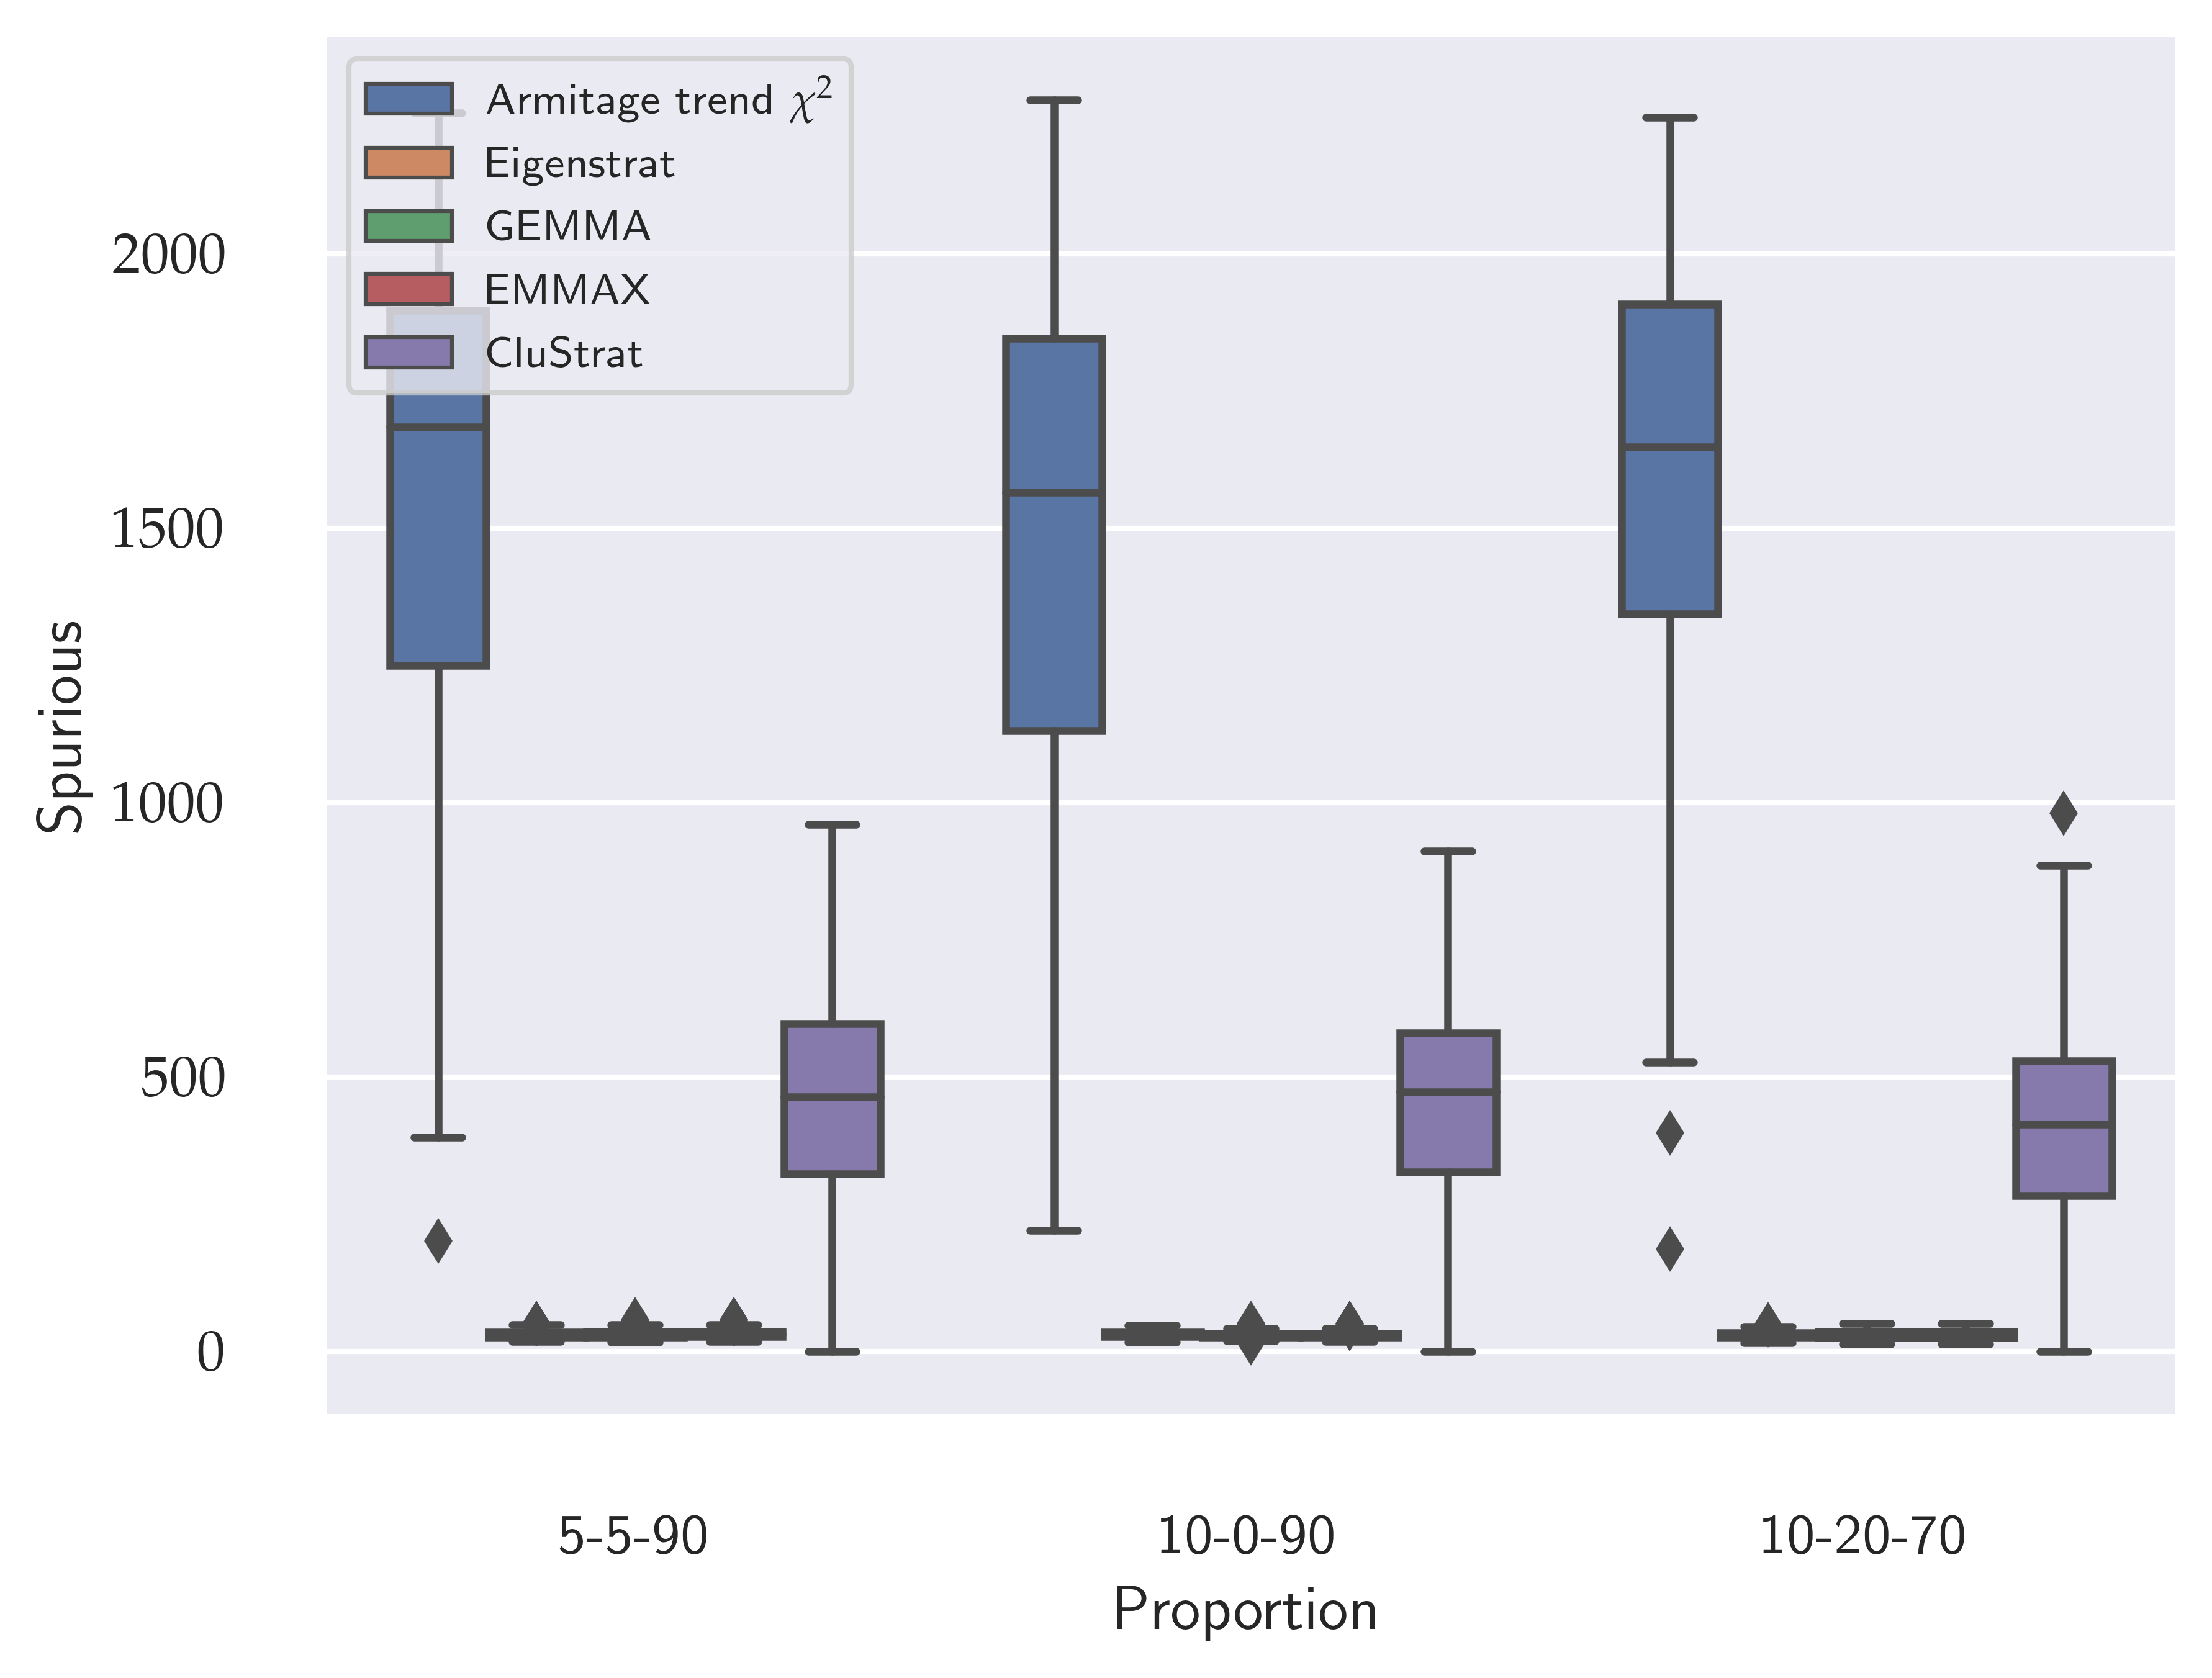 Armitage trend χ²
Eigenstrat
GEMMA
EMMAX
CluStrat
2000
1500
1000
500
0
Spurious
5-5-90
10-0-90
10-20-70
Proportion